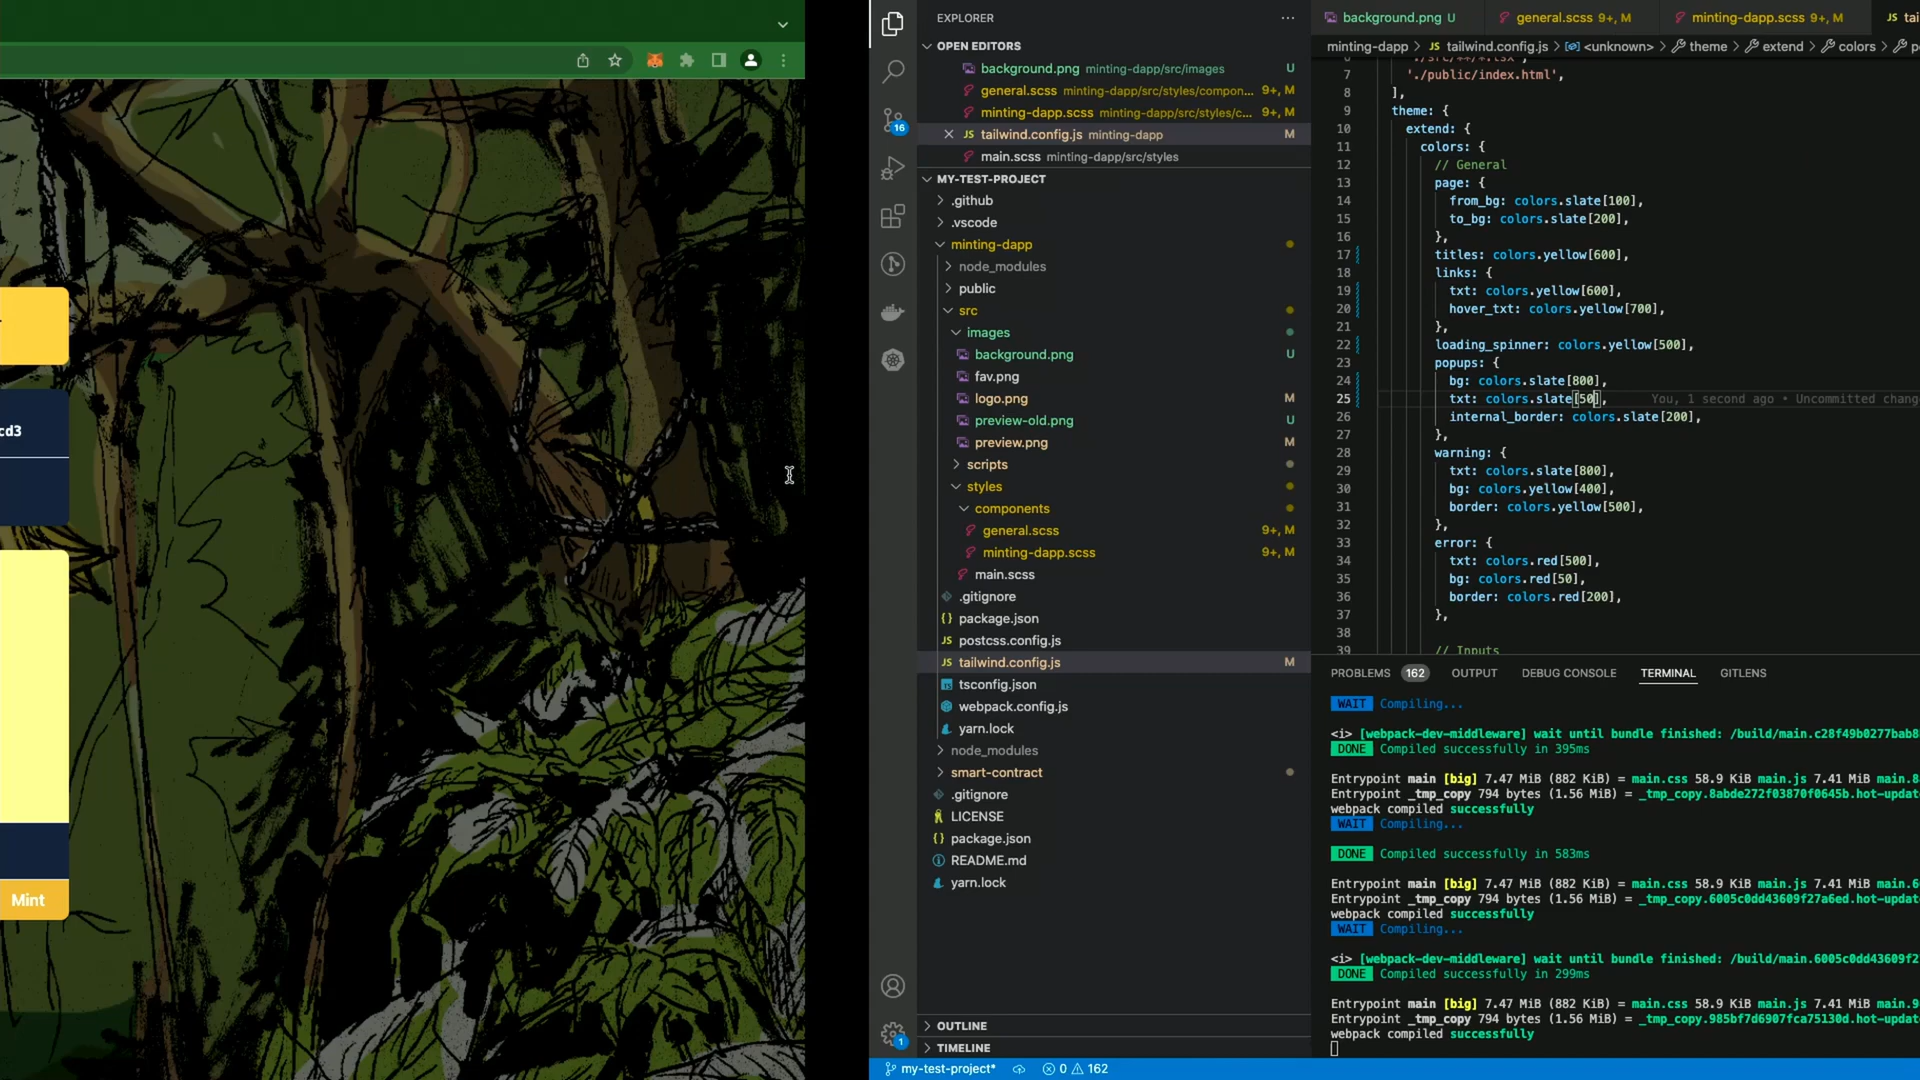 cd3
Mint
EXPLORER
OPEN EDITORS
background.png minting-dapp/src/images U
general.scss minting-dapp/src/styles/compon... 9+, M
minting-dapp.scss minting-dapp/src/styles/c... 9+, M
JS tailwind.config.js minting-dapp M
main.scss minting-dapp/src/styles
MY-TEST-PROJECT
.github
.vscode
minting-dapp
node_modules
public
src
images
background.png U
fav.png
logo.png M
preview-old.png U
preview.png M
scripts
styles
components
general.scss 9+, M
minting-dapp.scss 9+, M
main.scss
.gitignore
{} package.json
JS postcss.config.js
JS tailwind.config.js M
tsconfig.json
webpack.config.js
yarn.lock
node_modules
smart-contract
.gitignore
LICENSE
{} package.json
README.md
yarn.lock
OUTLINE
TIMELINE
16
1
my-test-project* 0 162
background.png U general.scss 9+, M minting-dapp.scss 9+, M JS tai
minting-dapp > JS tailwind.config.js > <unknown> > theme > extend > colors >
7 './public/index.html',
8 ],
9 theme: {
10 extend: {
11 colors: {
12 // General
13 page: {
14 from_bg: colors.slate[100],
15 to_bg: colors.slate[200],
16 },
17 titles: colors.yellow[600],
18 links: {
19 txt: colors.yellow[600],
20 hover_txt: colors.yellow[700],
21 },
22 loading_spinner: colors.yellow[500],
23 popups: {
24 bg: colors.slate[800],
25 txt: colors.slate[50], You, 1 second ago • Uncommitted chang
26 internal_border: colors.slate[200],
27 },
28 warning: {
29 txt: colors.slate[800],
30 bg: colors.yellow[400],
31 border: colors.yellow[500],
32 },
33 error: {
34 txt: colors.red[500],
35 bg: colors.red[50],
36 border: colors.red[200],
37 },
38
39 // Inputs
PROBLEMS 162 OUTPUT DEBUG CONSOLE TERMINAL GITLENS
WAIT Compiling...
<i> [webpack-dev-middleware] wait until bundle finished: /build/main.c28f49b0277bab8
DONE Compiled successfully in 395ms
Entrypoint main [big] 7.47 MiB (882 KiB) = main.css 58.9 KiB main.js 7.41 MiB main.8
Entrypoint _tmp_copy 794 bytes (1.56 MiB) = _tmp_copy.8abde272f03870f0645b.hot-updat
webpack compiled successfully
WAIT Compiling...
DONE Compiled successfully in 583ms
Entrypoint main [big] 7.47 MiB (882 KiB) = main.css 58.9 KiB main.js 7.41 MiB main.6
Entrypoint _tmp_copy 794 bytes (1.56 MiB) = _tmp_copy.6005c0dd43609f27a6ed.hot-updat
webpack compiled successfully
WAIT Compiling...
<i> [webpack-dev-middleware] wait until bundle finished: /build/main.6005c0dd43609f2
DONE Compiled successfully in 299ms
Entrypoint main [big] 7.47 MiB (882 KiB) = main.css 58.9 KiB main.js 7.41 MiB main.9
Entrypoint _tmp_copy 794 bytes (1.56 MiB) = _tmp_copy.985bf7d6907fca75130d.hot-updat
webpack compiled successfully